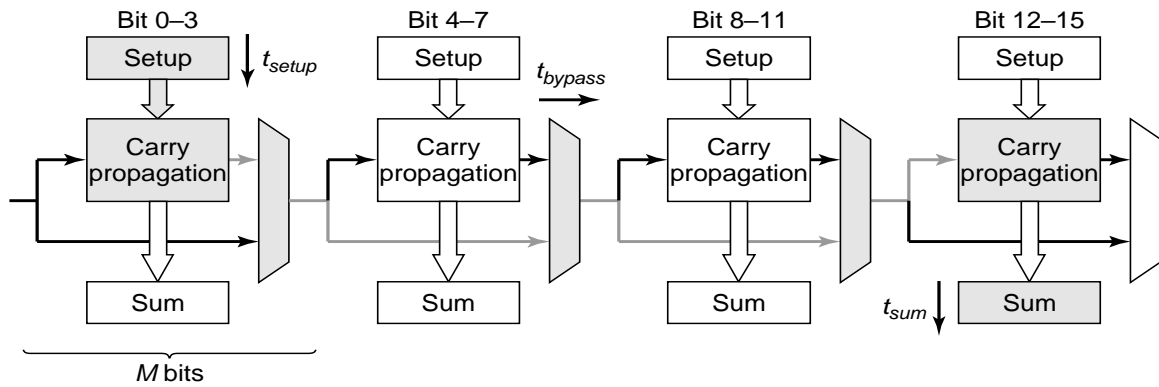 Bit 0–3
Bit 4–7
Bit 8–11
Bit 12–15
Setup
t_setup
Setup
t_bypass
Setup
Setup
Carry
propagation
Carry
propagation
Carry
propagation
Carry
propagation
Sum
Sum
Sum
t_sum
Sum
M bits